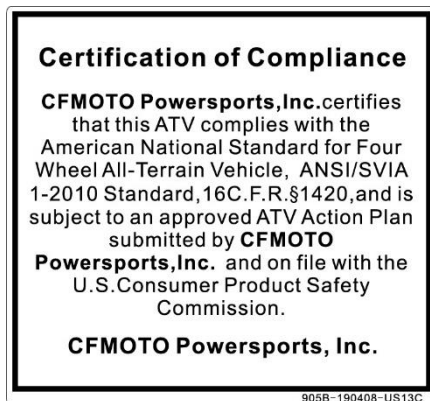 Certification of Compliance
CFMOTO Powersports,Inc.certifies
that this ATV complies with the
American National Standard for Four
Wheel All-Terrain Vehicle, ANSI/SVIA
1-2010 Standard,16C.F.R.§1420,and is
subject to an approved ATV Action Plan
submitted by CFMOTO
Powersports,Inc. and on file with the
U.S.Consumer Product Safety
Commission.
CFMOTO Powersports, Inc.
905B-190408-US13C